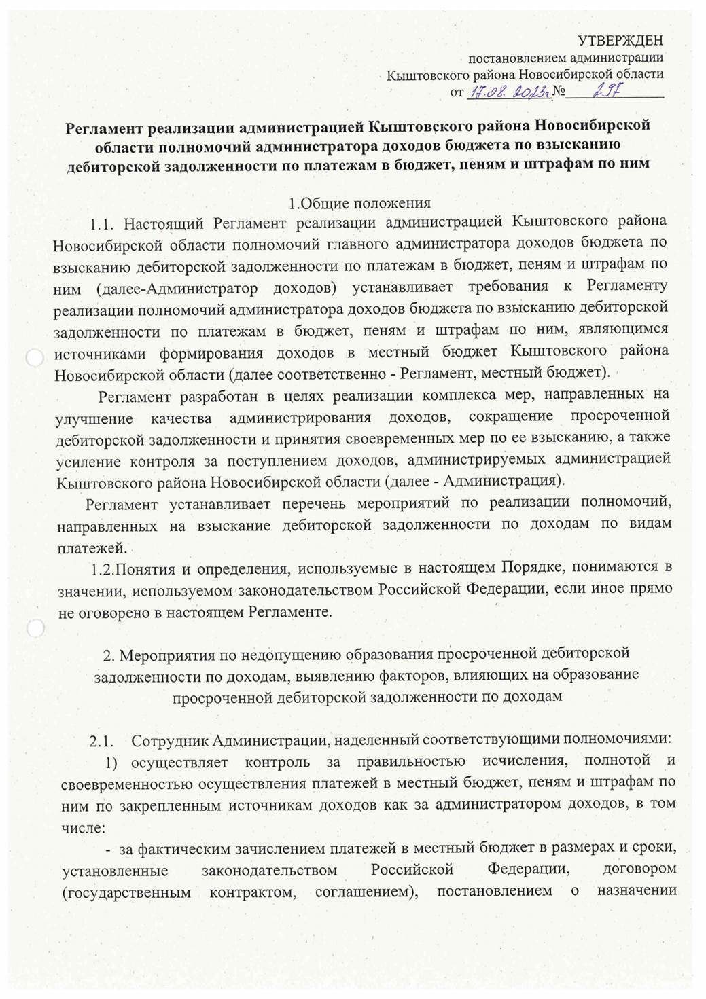 УТВЕРЖДЕН
постановлением администрации
Кыштовского района Новосибирской области
от 17.08. 2023г № 297
Регламент реализации администрацией Кыштовского района Новосибирской
области полномочий администратора доходов бюджета по взысканию
дебиторской задолженности по платежам в бюджет, пеням и штрафам по ним
1.Общие положения
1.1. Настоящий Регламент реализации администрацией Кыштовского района
Новосибирской области полномочий главного администратора доходов бюджета по
взысканию дебиторской задолженности по платежам в бюджет, пеням и штрафам по
ним (далее-Администратор доходов) устанавливает требования к Регламенту
реализации полномочий администратора доходов бюджета по взысканию дебиторской
задолженности по платежам в бюджет, пеням и штрафам по ним, являющимся
источниками формирования доходов в местный бюджет Кыштовского района
Новосибирской области (далее соответственно - Регламент, местный бюджет).
Регламент разработан в целях реализации комплекса мер, направленных на
улучшение качества администрирования доходов, сокращение просроченной
дебиторской задолженности и принятия своевременных мер по ее взысканию, а также
усиление контроля за поступлением доходов, администрируемых администрацией
Кыштовского района Новосибирской области (далее - Администрация).
Регламент устанавливает перечень мероприятий по реализации полномочий,
направленных на взыскание дебиторской задолженности по доходам по видам
платежей.
1.2.Понятия и определения, используемые в настоящем Порядке, понимаются в
значении, используемом законодательством Российской Федерации, если иное прямо
не оговорено в настоящем Регламенте.
2. Мероприятия по недопущению образования просроченной дебиторской
задолженности по доходам, выявлению факторов, влияющих на образование
просроченной дебиторской задолженности по доходам
2.1. Сотрудник Администрации, наделенный соответствующими полномочиями:
1) осуществляет контроль за правильностью исчисления, полнотой и
своевременностью осуществления платежей в местный бюджет, пеням и штрафам по
ним по закрепленным источникам доходов как за администратором доходов, в том
числе:
- за фактическим зачислением платежей в местный бюджет в размерах и сроки,
установленные законодательством Российской Федерации, договором
(государственным контрактом, соглашением), постановлением о назначении